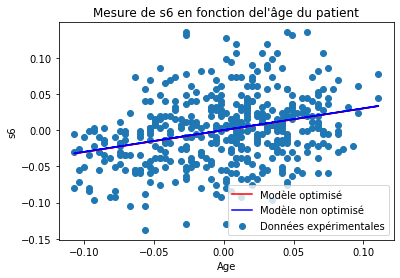 Mesure de s6 en fonction del'âge du patient
0.10
0.05
0.00
−0.05
−0.10
−0.15
s6
−0.10
−0.05
0.00
0.05
0.10
Age
Modèle optimisé
Modèle non optimisé
Données expérimentales